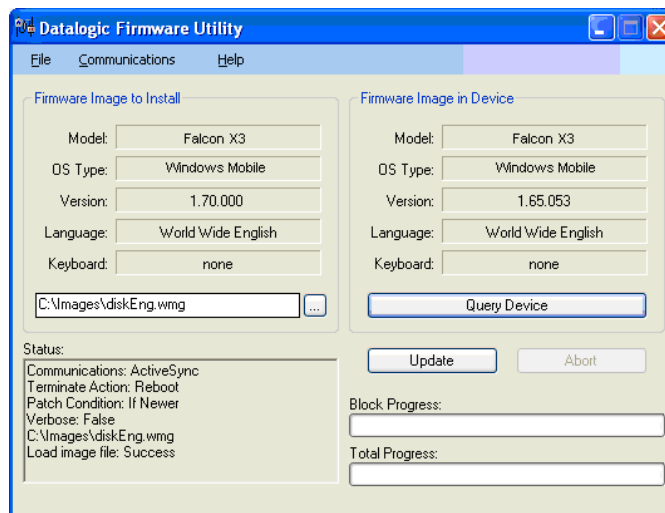 Datalogic Firmware Utility
File Communications Help
Firmware Image to Install
Model: Falcon X3
OS Type: Windows Mobile
Version: 1.70.000
Language: World Wide English
Keyboard: none
C:\Images\diskEng.wmg ...
Firmware Image in Device
Model: Falcon X3
OS Type: Windows Mobile
Version: 1.65.053
Language: World Wide English
Keyboard: none
Query Device
Status:
Communications: ActiveSync
Terminate Action: Reboot
Patch Condition: If Newer
Verbose: False
C:\Images\diskEng.wmg
Load image file: Success
Update Abort
Block Progress:
Total Progress: